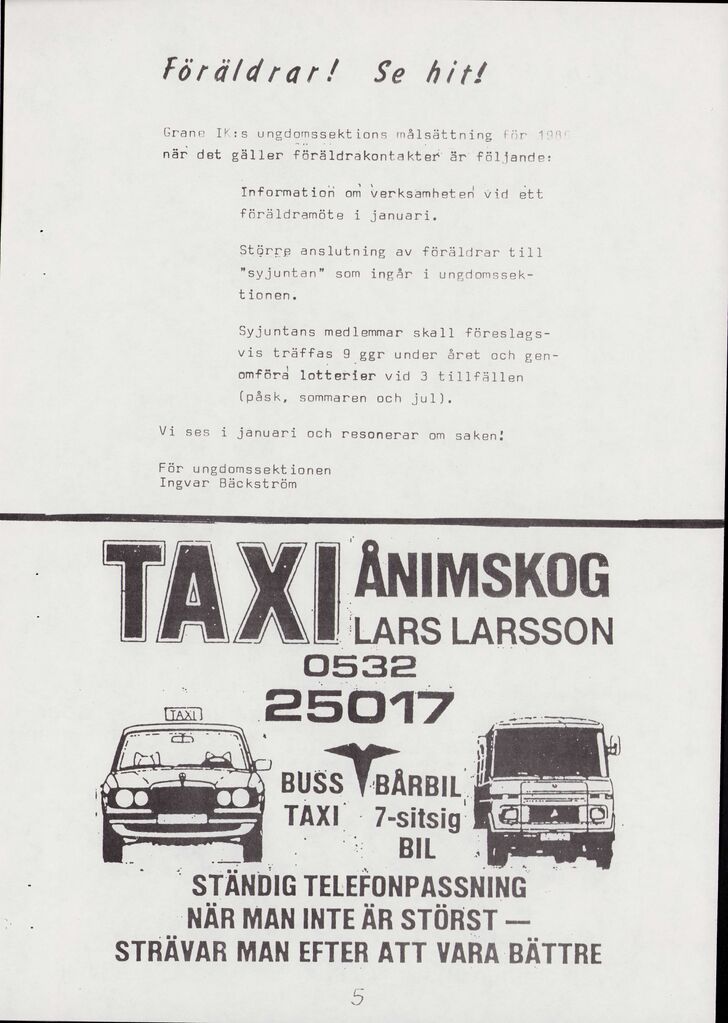 Föräldrar! Se hit!
Grane IK:s ungdomssektions målsättning för
när det gäller föräldrakontakter är följande:
Information om verksamheten vid ett
föräldramöte i januari.
Större anslutning av föräldrar till
"syjuntan" som ingår i ungdomssek-
tionen.
Syjuntans medlemmar skall föreslags-
vis träffas 9 ggr under året och gen-
omföra lotterier vid 3 tillfällen
(påsk, sommaren och jul).
Vi ses i januari och resonerar om saken!
För ungdomssektionen
Ingvar Bäckström
TAXI ÅNIMSKOG
LARS LARSSON
0532
25017
TAXI
BUSS BÅRBIL
TAXI 7-sitsig
BIL
STÄNDIG TELEFONPASSNING
NÄR MAN INTE ÄR STÖRST —
STRÄVAR MAN EFTER ATT VARA BÄTTRE
5